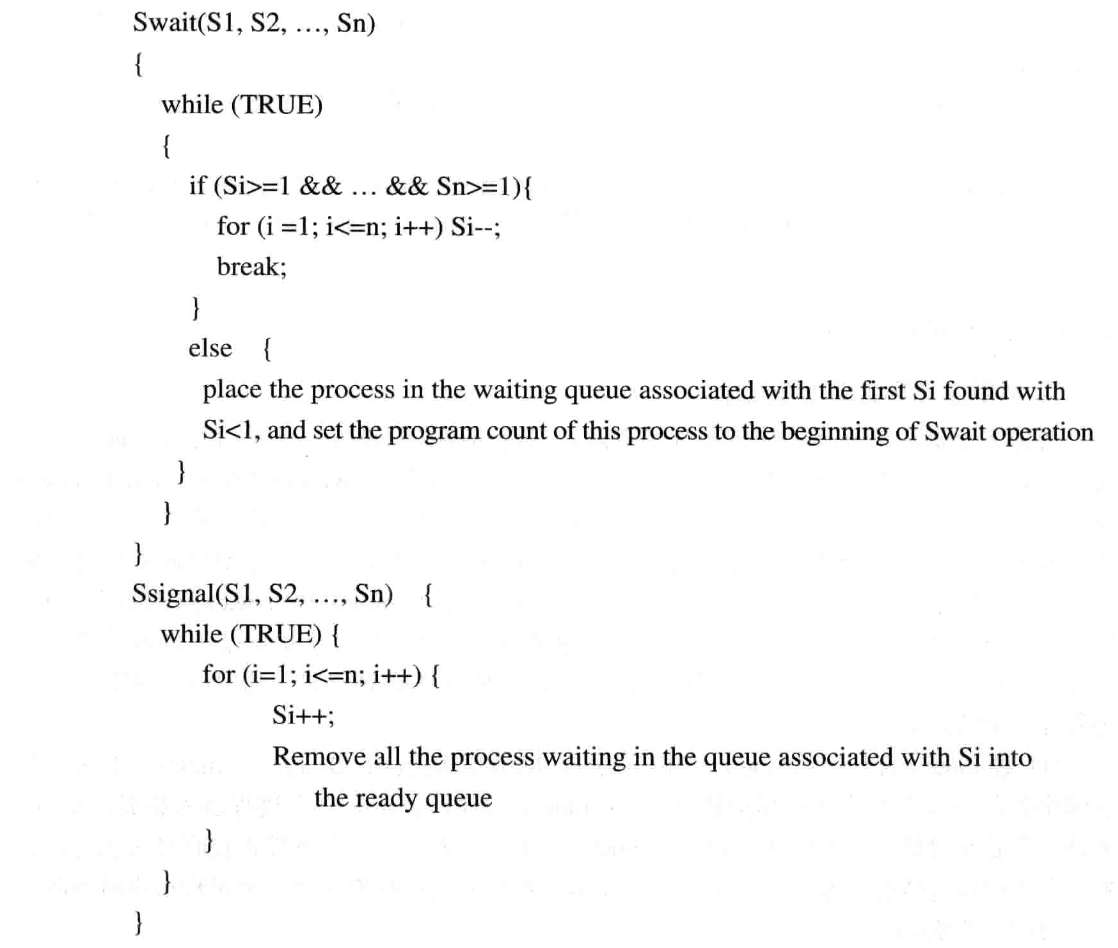 Swait(S1, S2, …, Sn)
{
while (TRUE)
{
if (Si>=1 && … && Sn>=1){
for (i =1; i<=n; i++) Si--;
break;
}
else {
place the process in the waiting queue associated with the first Si found with
Si<1, and set the program count of this process to the beginning of Swait operation
}
}
}
Ssignal(S1, S2, …, Sn) {
while (TRUE) {
for (i=1; i<=n; i++) {
Si++;
Remove all the process waiting in the queue associated with Si into
the ready queue
}
}
}